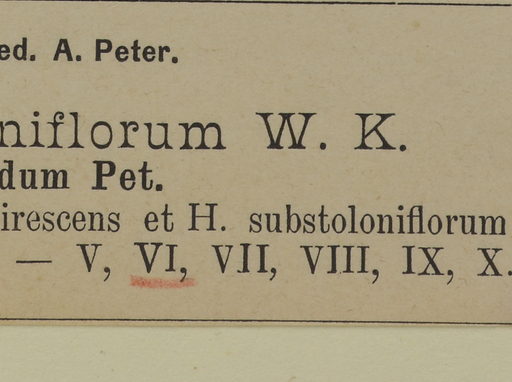 ed. A. Peter.
niflorum W. K.
dum Pet.
irescens et H. substoloniflorum
— V, VI, VII, VIII, IX, X.